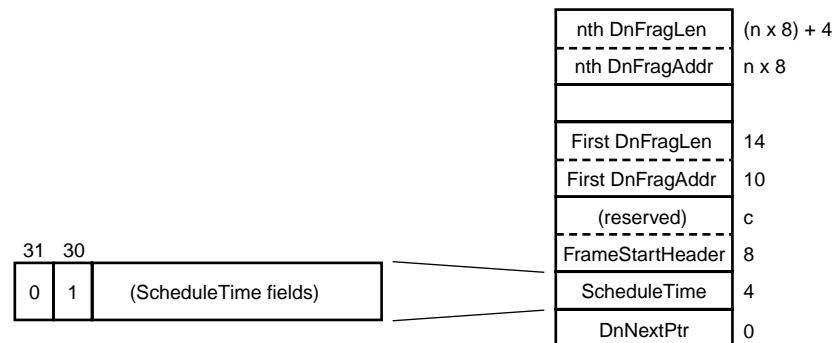 nth DnFragLen (n x 8) + 4
nth DnFragAddr n x 8
First DnFragLen 14
First DnFragAddr 10
(reserved) c
FrameStartHeader 8
31 30
0 1 (ScheduleTime fields)
ScheduleTime 4
DnNextPtr 0